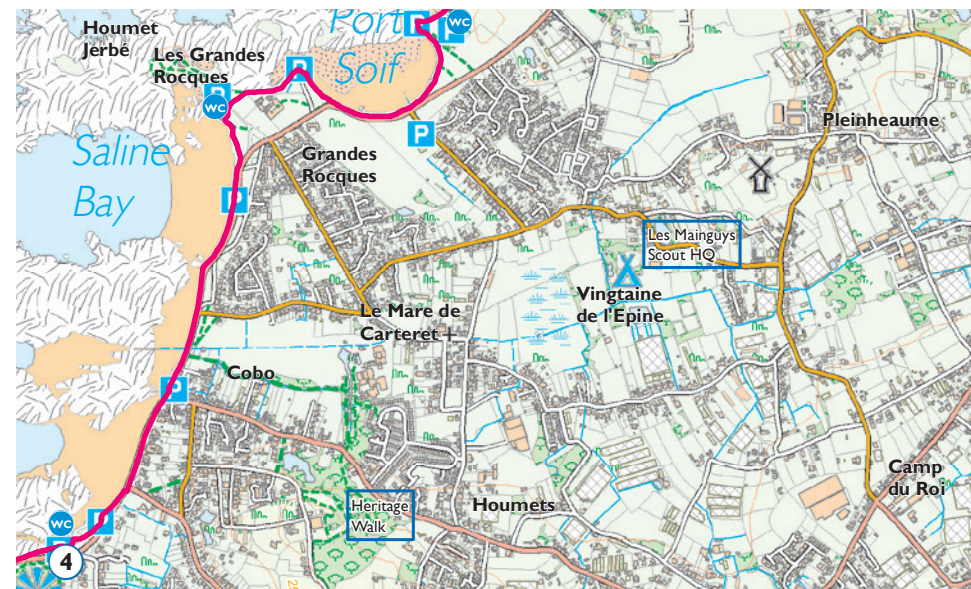 Houmet
Jerbé
Les Grandes
Rocques
Port
Soif
P
P
WC
P
P
WC
P
Saline
Bay
Grandes
Rocques
Pleinheaume
P
Les Mainguys
Scout HQ
Vingtaine
de l'Epine
Le Mare de
Carteret
Cobo
P
Camp
du Roi
Heritage
Walk
Houmets
WC
P
P
4
25